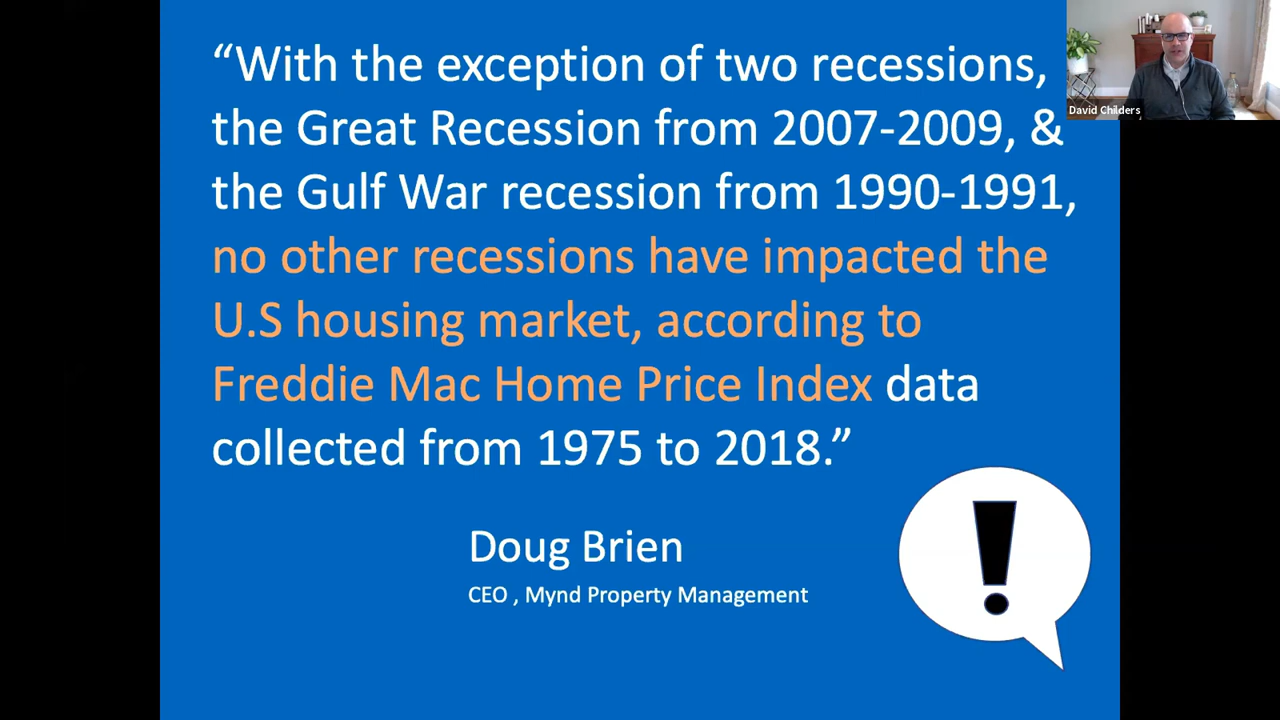 “With the exception of two recessions,
the Great Recession from 2007-2009, &
the Gulf War recession from 1990-1991,
no other recessions have impacted the
U.S housing market, according to
Freddie Mac Home Price Index data
collected from 1975 to 2018.”
Doug Brien
CEO , Mynd Property Management
!
David Childers